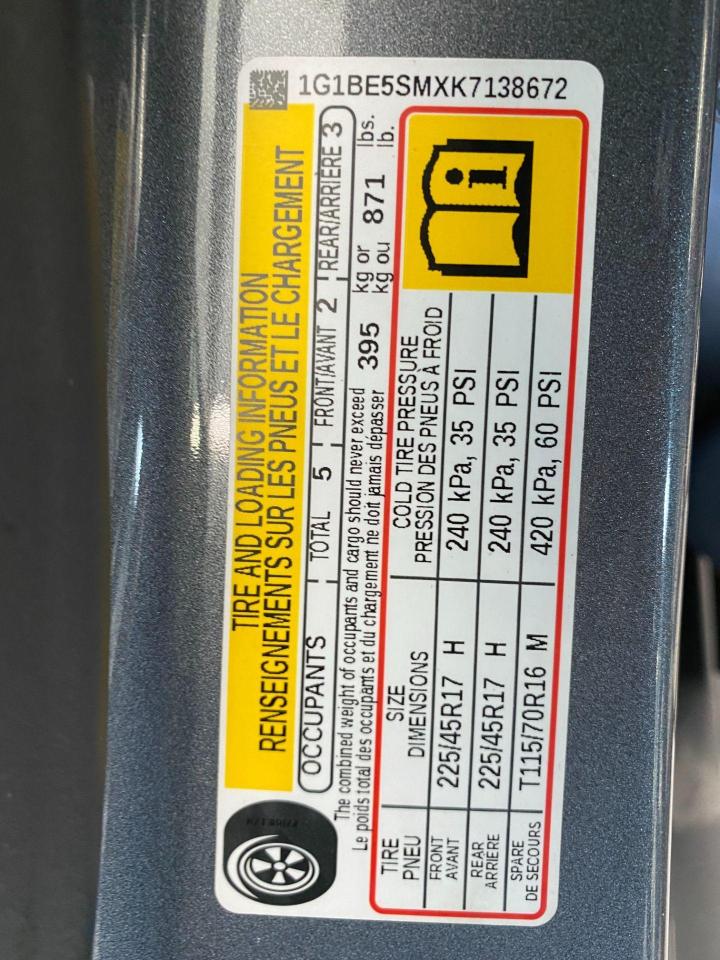 1G1BE5SMXK7138672
TIRE AND LOADING INFORMATION
RENSEIGNEMENTS SUR LES PNEUS ET LE CHARGEMENT
OCCUPANTS TOTAL 5 FRONT/AVANT 2 REAR/ARRIERE 3
The combined weight of occupants and cargo should never exceed 395 kg or 871 lbs.
Le poids total des occupants et du chargement ne doit jamais dépasser kg ou lb.
TIRE SIZE COLD TIRE PRESSURE
PNEU DIMENSIONS PRESSION DES PNEUS À FROID
FRONT 225/45R17 H 240 kPa, 35 PSI
AVANT
REAR 225/45R17 H 240 kPa, 35 PSI
ARRIERE
SPARE T115/70R16 M 420 kPa, 60 PSI
DE SECOURS